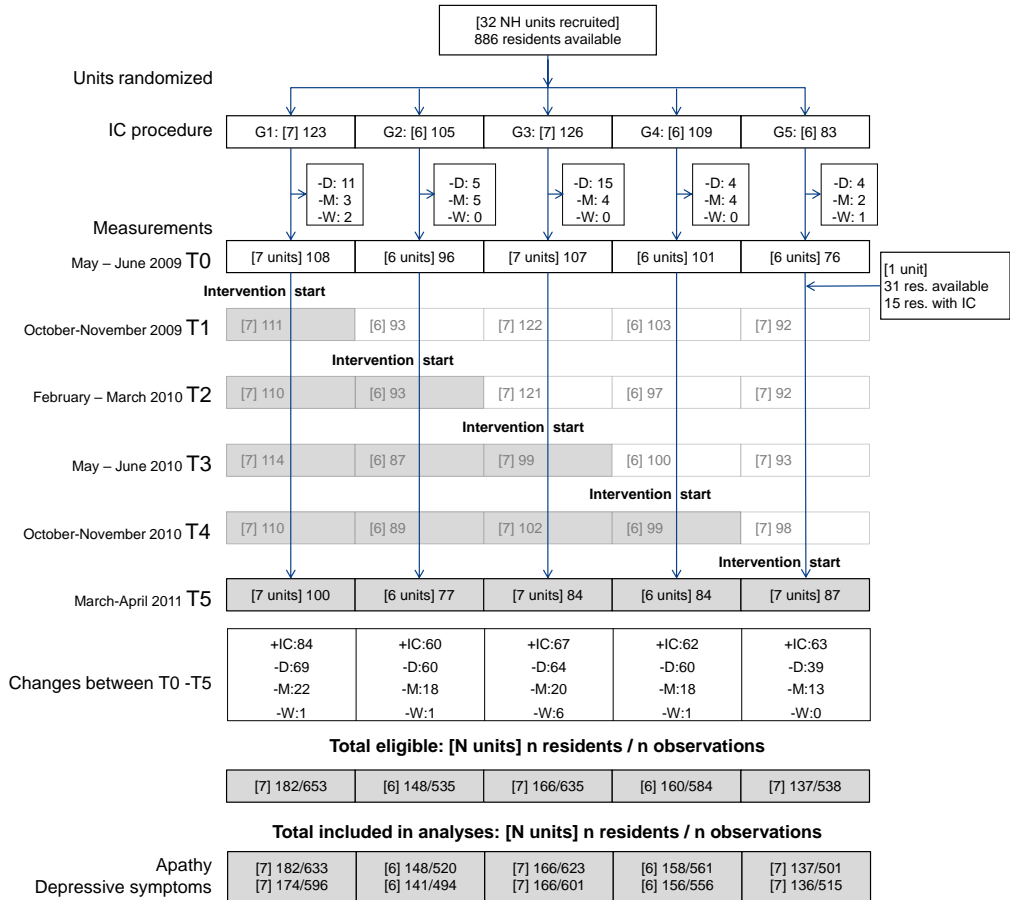 [32 NH units recruited]
886 residents available
Units randomized
IC procedure
G1: [7] 123
G2: [6] 105
G3: [7] 126
G4: [6] 109
G5: [6] 83
-D: 11
-M: 3
-W: 2
-D: 5
-M: 5
-W: 0
-D: 15
-M: 4
-W: 0
-D: 4
-M: 4
-W: 0
-D: 4
-M: 2
-W: 1
Measurements
May – June 2009 T0
[7 units] 108
[6 units] 96
[7 units] 107
[6 units] 101
[6 units] 76
[1 unit]
31 res. available
15 res. with IC
Intervention start
October-November 2009 T1
[7] 111
[6] 93
[7] 122
[6] 103
[7] 92
Intervention start
February – March 2010 T2
[7] 110
[6] 93
[7] 121
[6] 97
[7] 92
Intervention start
May – June 2010 T3
[7] 114
[6] 87
[7] 99
[6] 100
[7] 93
Intervention start
October-November 2010 T4
[7] 110
[6] 89
[7] 102
[6] 99
[7] 98
Intervention start
March-April 2011 T5
[7 units] 100
[6 units] 77
[7 units] 84
[6 units] 84
[7 units] 87
Changes between T0 -T5
+IC:84
-D:69
-M:22
-W:1
+IC:60
-D:60
-M:18
-W:1
+IC:67
-D:64
-M:20
-W:6
+IC:62
-D:60
-M:18
-W:1
+IC:63
-D:39
-M:13
-W:0
Total eligible: [N units] n residents / n observations
[7] 182/653
[6] 148/535
[7] 166/635
[6] 160/584
[7] 137/538
Total included in analyses: [N units] n residents / n observations
Apathy
[7] 182/633
[6] 148/520
[7] 166/623
[6] 158/561
[7] 137/501
Depressive symptoms
[7] 174/596
[6] 141/494
[7] 166/601
[6] 156/556
[7] 136/515